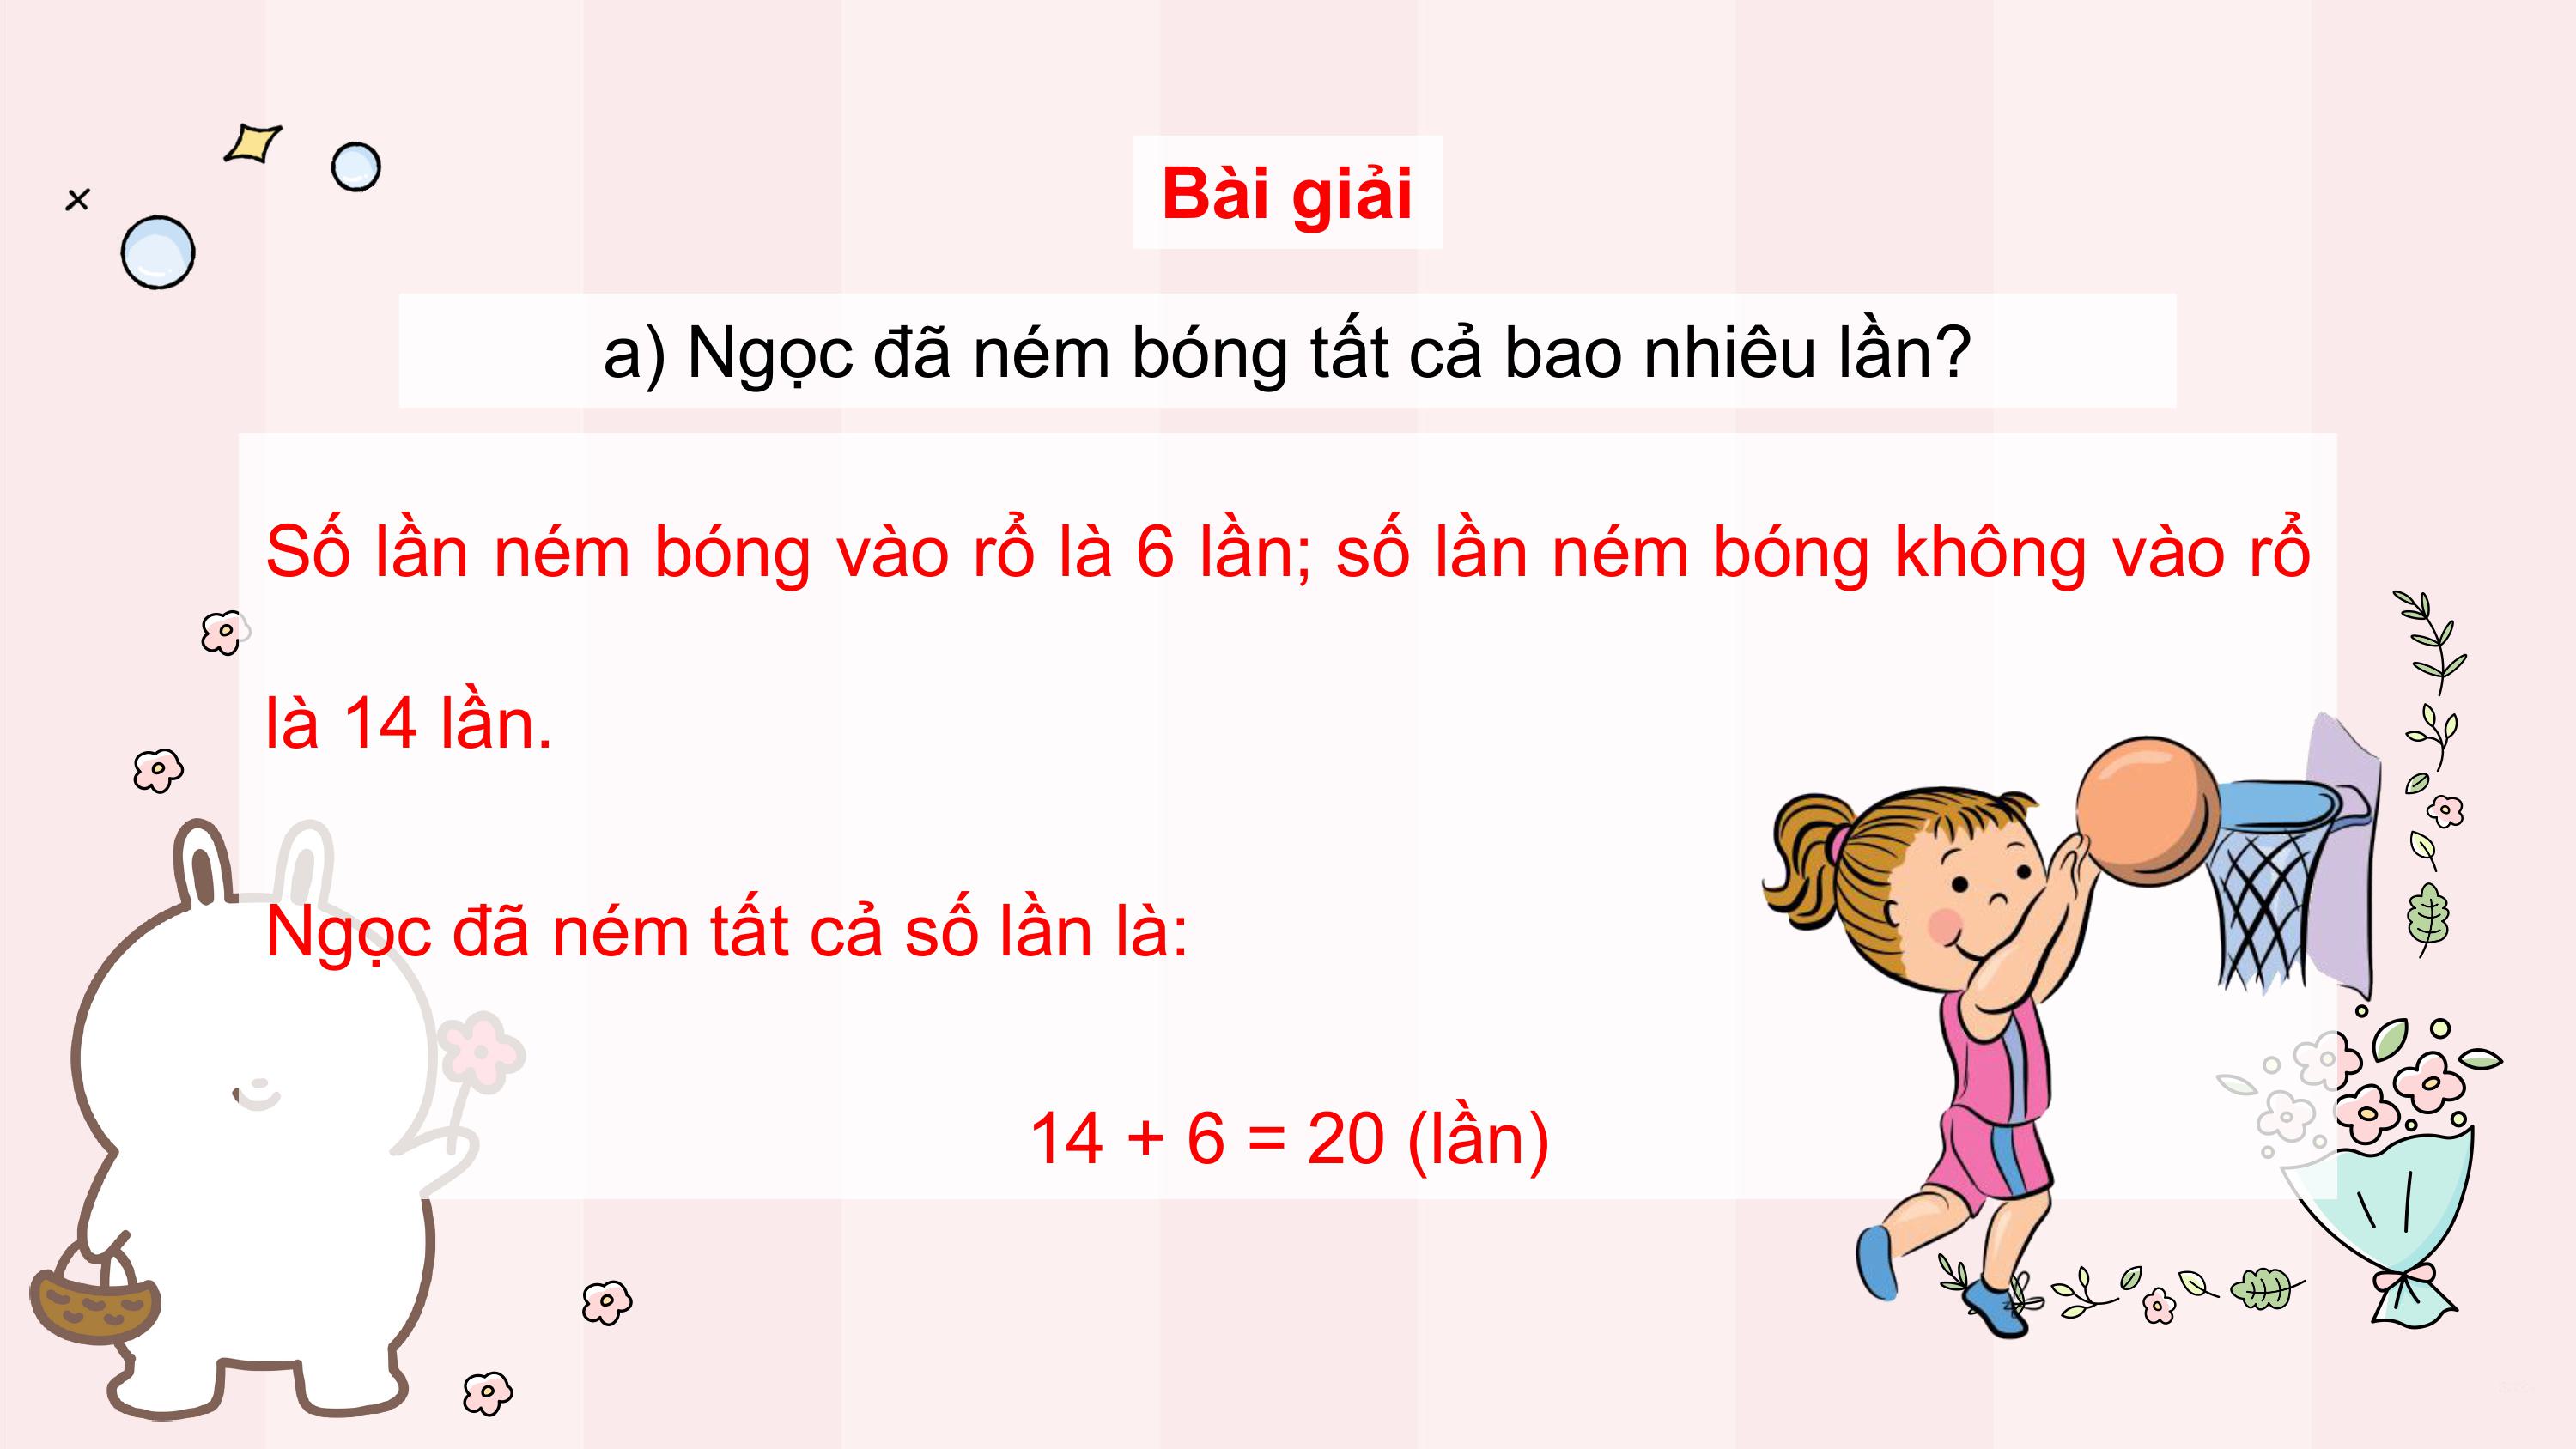 Bài giải
a) Ngọc đã ném bóng tất cả bao nhiêu lần?
Số lần ném bóng vào rổ là 6 lần; số lần ném bóng không vào rổ
là 14 lần.
Ngọc đã ném tất cả số lần là:
14 + 6 = 20 (lần)